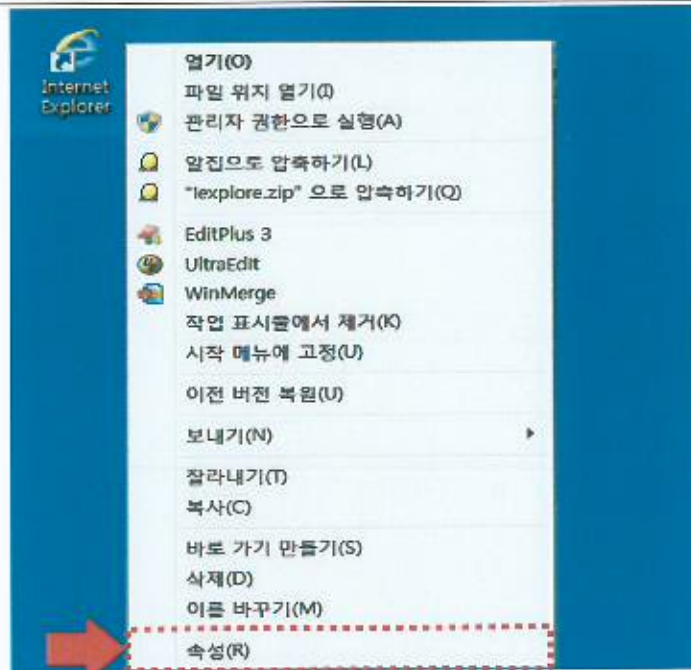 Internet
Explorer
열기(O)
파일 위치 열기(I)
관리자 권한으로 실행(A)
알집으로 압축하기(L)
"iexplore.zip" 으로 압축하기(Q)
EditPlus 3
UltraEdit
WinMerge
작업 표시줄에서 제거(K)
시작 메뉴에 고정(U)
이전 버전 복원(U)
보내기(N)
잘라내기(T)
복사(C)
바로 가기 만들기(S)
삭제(D)
이름 바꾸기(M)
속성(R)